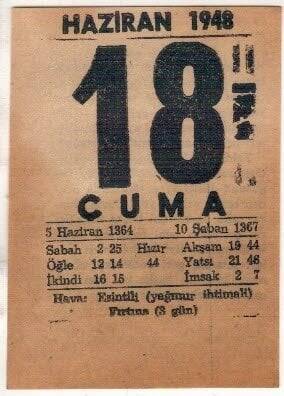 HAZİRAN 1948
18
CUMA
5 Haziran 1364 10 Şaban 1367
Sabah 2 25 Hızır Akşam 19 44
Öğle 12 14 44 Yatsı 21 46
İkindi 16 15 İmsak 2 7
Hava: Esintili (yağmur ihtimali)
Fırtına (3 gün)